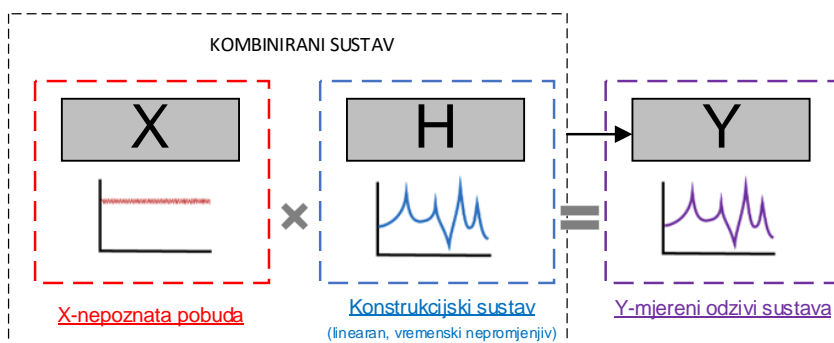 KOMBINIRANI SUSTAV
X
H
Y
X-nepoznata pobuda
Konstrukcijski sustav
(linearan, vremenski nepromjenjiv)
Y-mjereni odzivi sustava